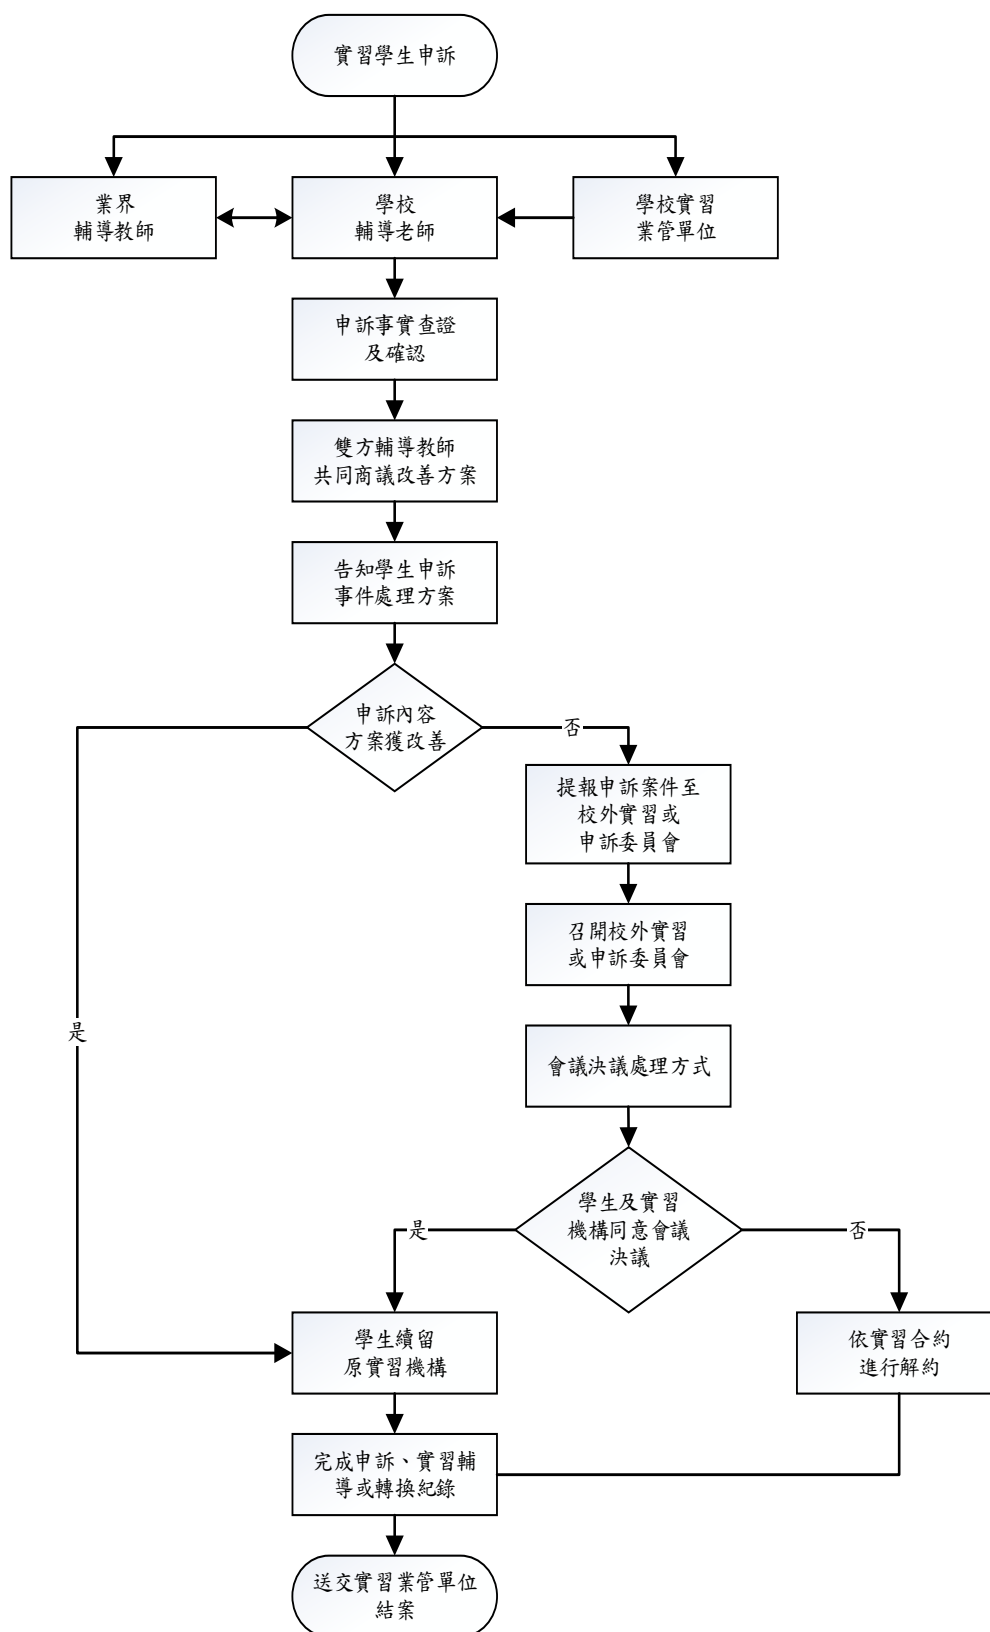 實習學生申訴
業界
輔導教師
學校
輔導老師
學校實習
業管單位
申訴事實查證
及確認
雙方輔導教師
共同商議改善方案
告知學生申訴
事件處理方案
申訴內容
方案獲改善
否
提報申訴案件至
校外實習或
申訴委員會
召開校外實習
或申訴委員會
是
會議決議處理方式
學生及實習
機構同意會議
決議
是
否
學生續留
原實習機構
依實習合約
進行解約
完成申訴、實習輔
導或轉換紀錄
送交實習業管單位
結案